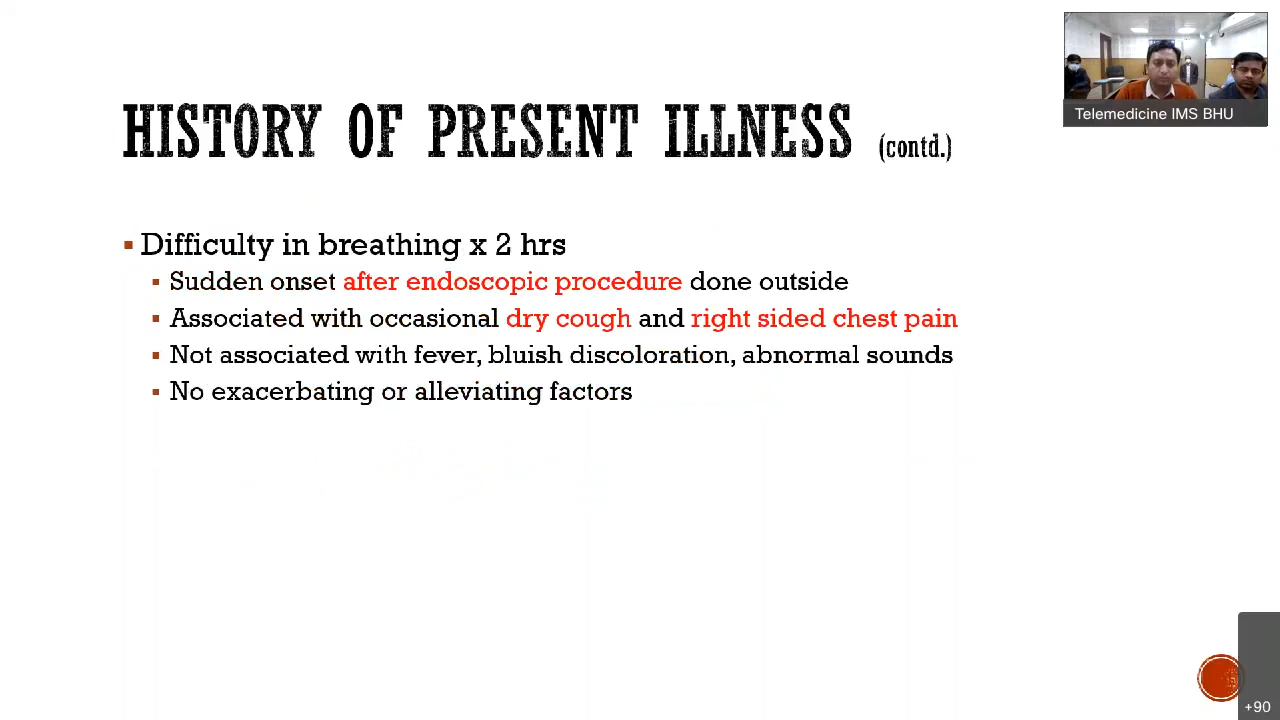 HISTORY OF PRESENT ILLNESS (contd.)
Telemedicine IMS BHU
Difficulty in breathing x 2 hrs
Sudden onset after endoscopic procedure done outside
Associated with occasional dry cough and right sided chest pain
Not associated with fever, bluish discoloration, abnormal sounds
No exacerbating or alleviating factors
+90